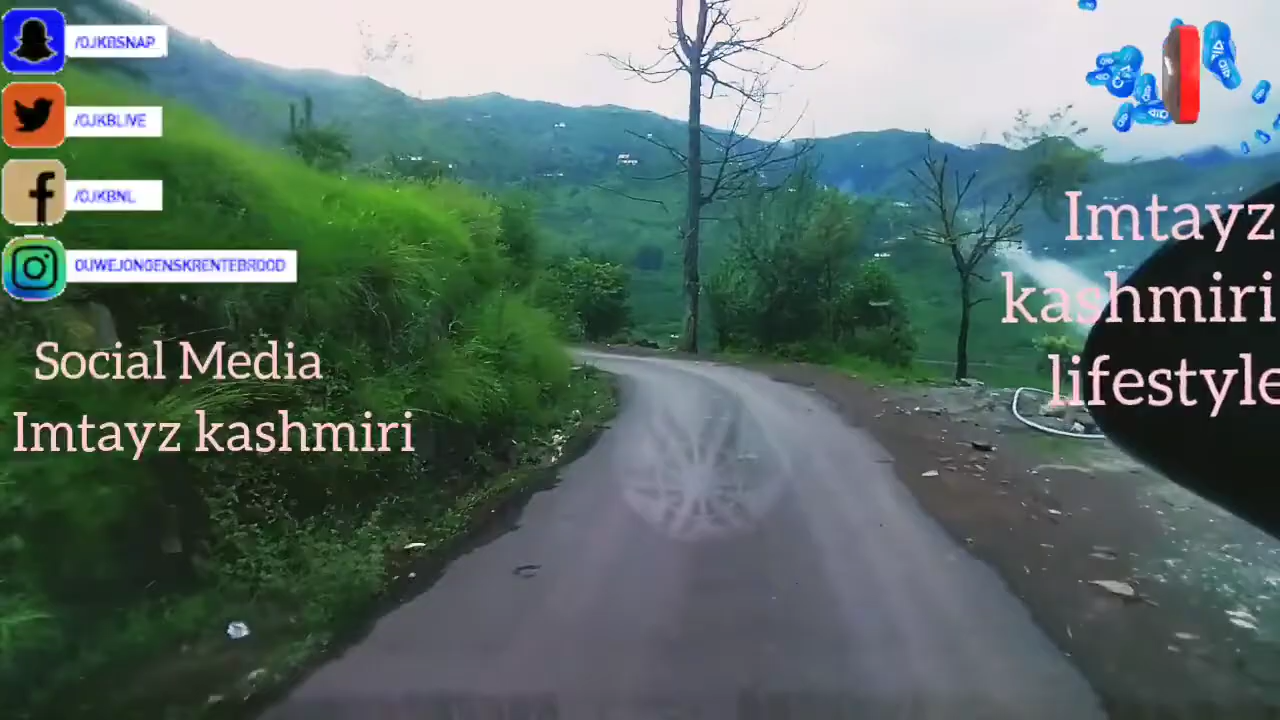 /OJKBSNAP
/OJKBLIVE
/OJKBNL
OUWEJONGENSKRENTEBROOD
Social Media
Imtayz kashmiri
Imtayz
kashmiri
lifestyle